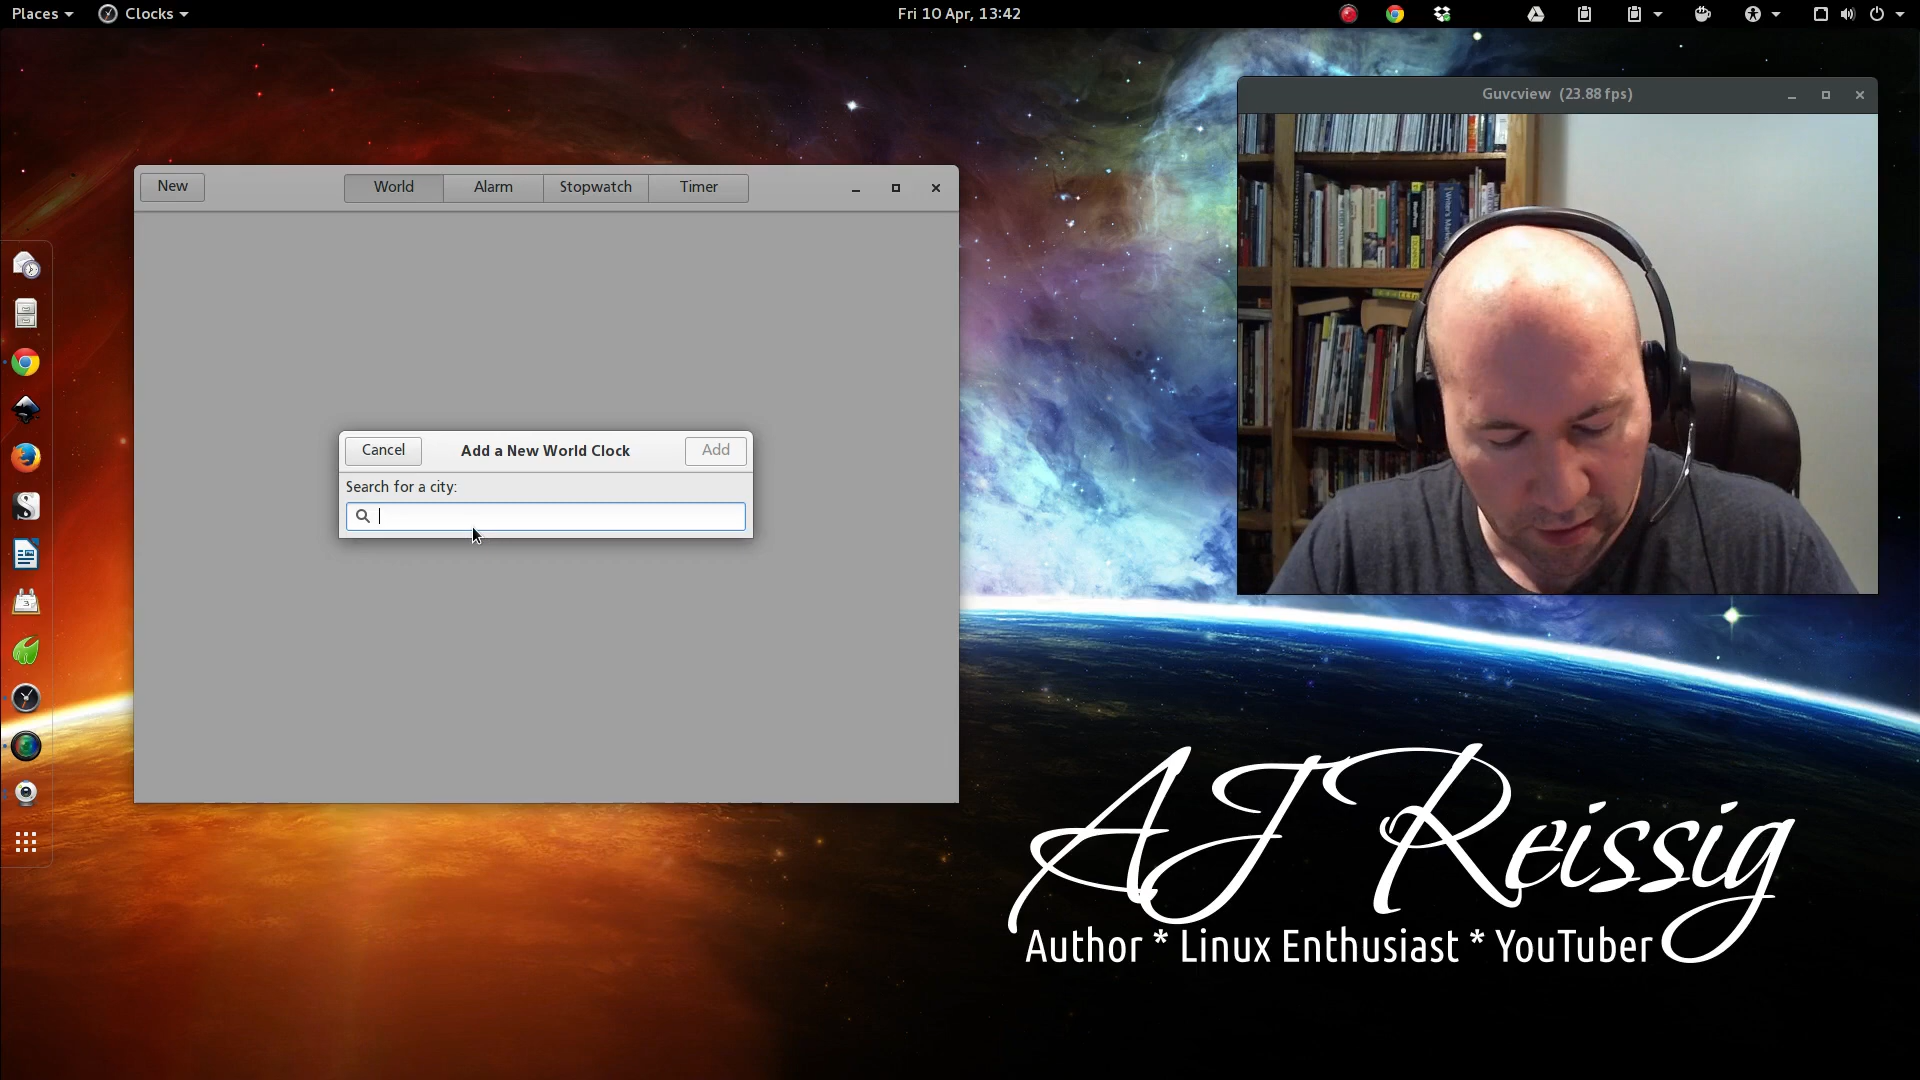 Places Clocks Fri 10 Apr, 13:42
Guvcview (23.88 fps)
New World Alarm Stopwatch Timer
Cancel Add a New World Clock Add
Search for a city:
AJ Reissig
Author * Linux Enthusiast * YouTuber